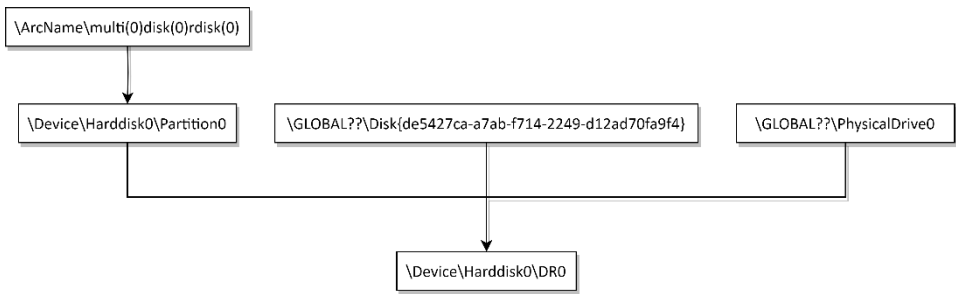 \ArcName\multi(0)disk(0)rdisk(0)
\Device\Harddisk0\Partition0
\GLOBAL??\Disk{de5427ca-a7ab-f714-2249-d12ad70fa9f4}
\GLOBAL??\PhysicalDrive0
\Device\Harddisk0\DR0